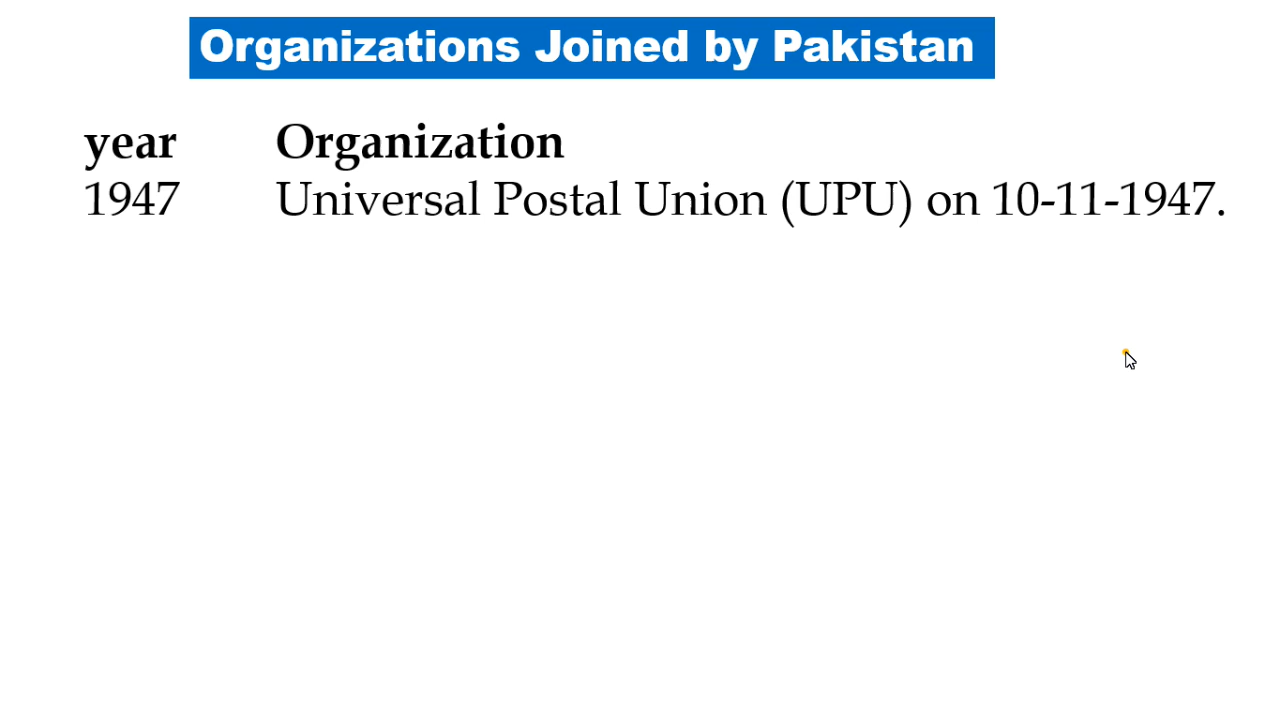 Organizations Joined by Pakistan
year Organization
1947 Universal Postal Union (UPU) on 10-11-1947.